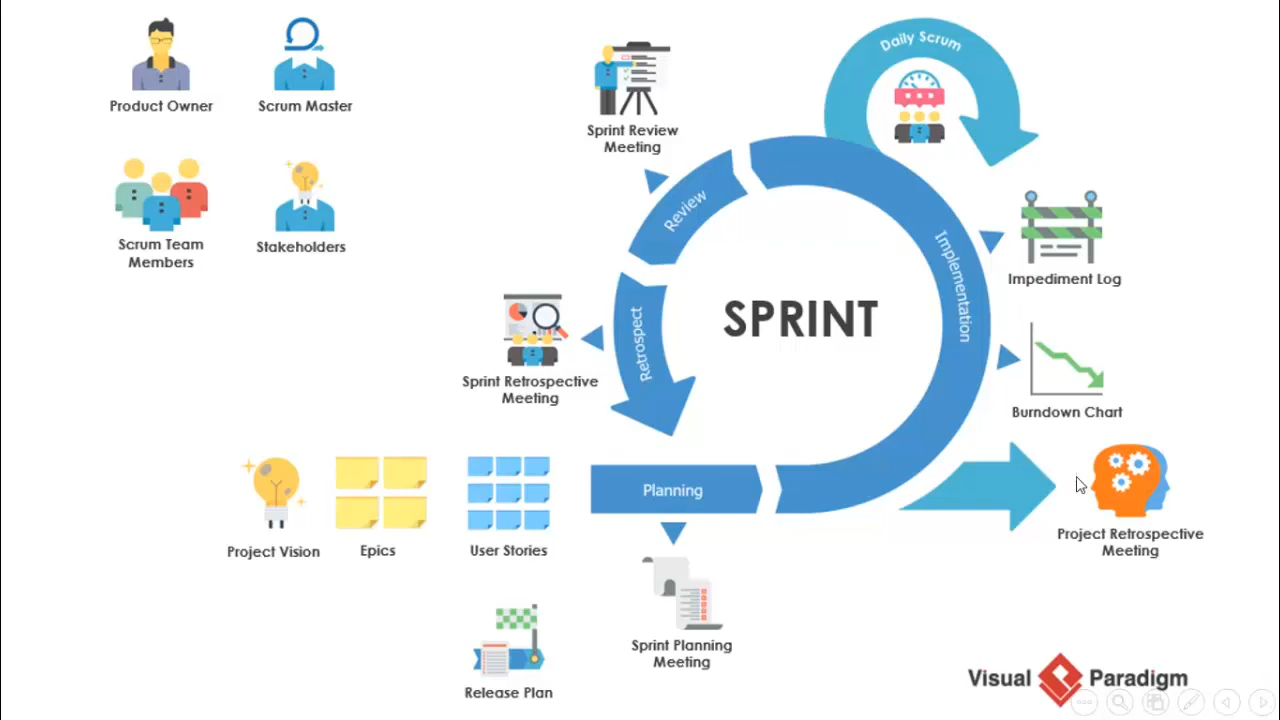 Product Owner
Scrum Master
Scrum Team
Members
Stakeholders
Sprint Review
Meeting
Daily Scrum
Review
Implementation
Impediment Log
SPRINT
Retrospect
Sprint Retrospective
Meeting
Burndown Chart
Planning
Project Vision
Epics
User Stories
Project Retrospective
Meeting
Sprint Planning
Meeting
Release Plan
Visual Paradigm